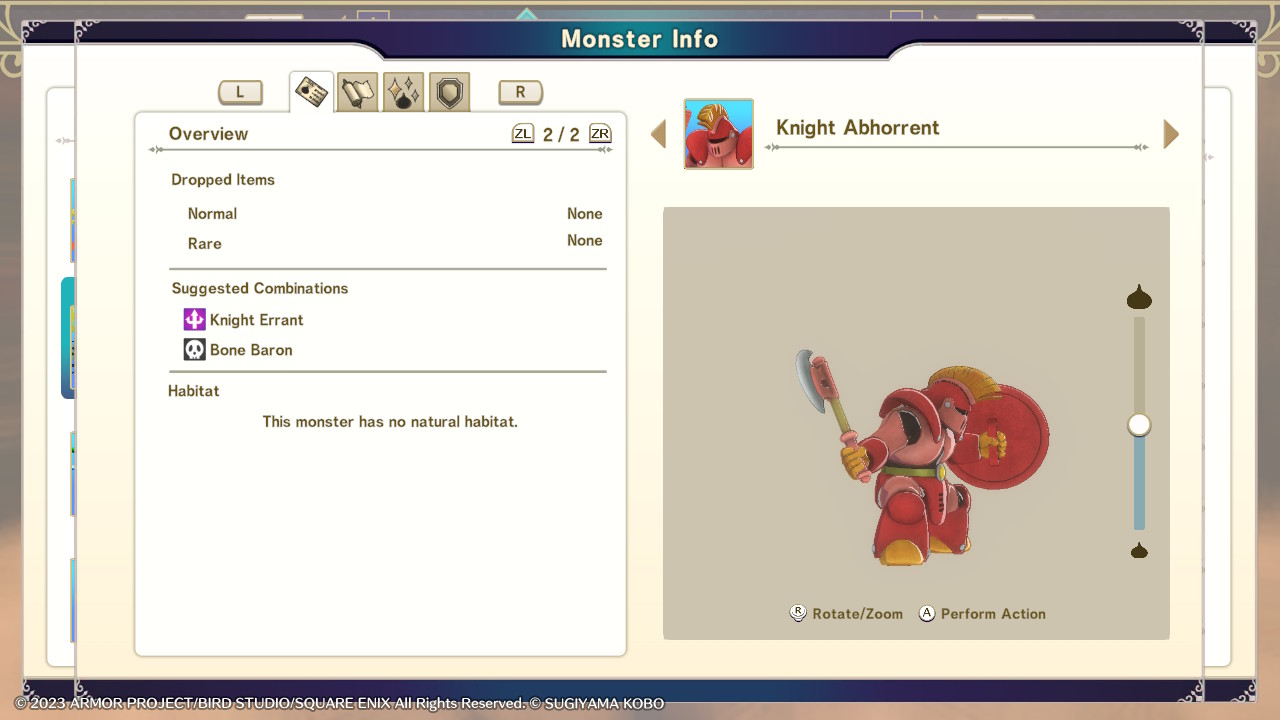 Monster Info
L
R
Overview
ZL 2 / 2 ZR
Dropped Items
Normal None
Rare None
Suggested Combinations
Knight Errant
Bone Baron
Habitat
This monster has no natural habitat.
Knight Abhorrent
R Rotate/Zoom A Perform Action
© 2023 ARMOR PROJECT/BIRD STUDIO/SQUARE ENIX All Rights Reserved. © SUGIYAMA KOBO